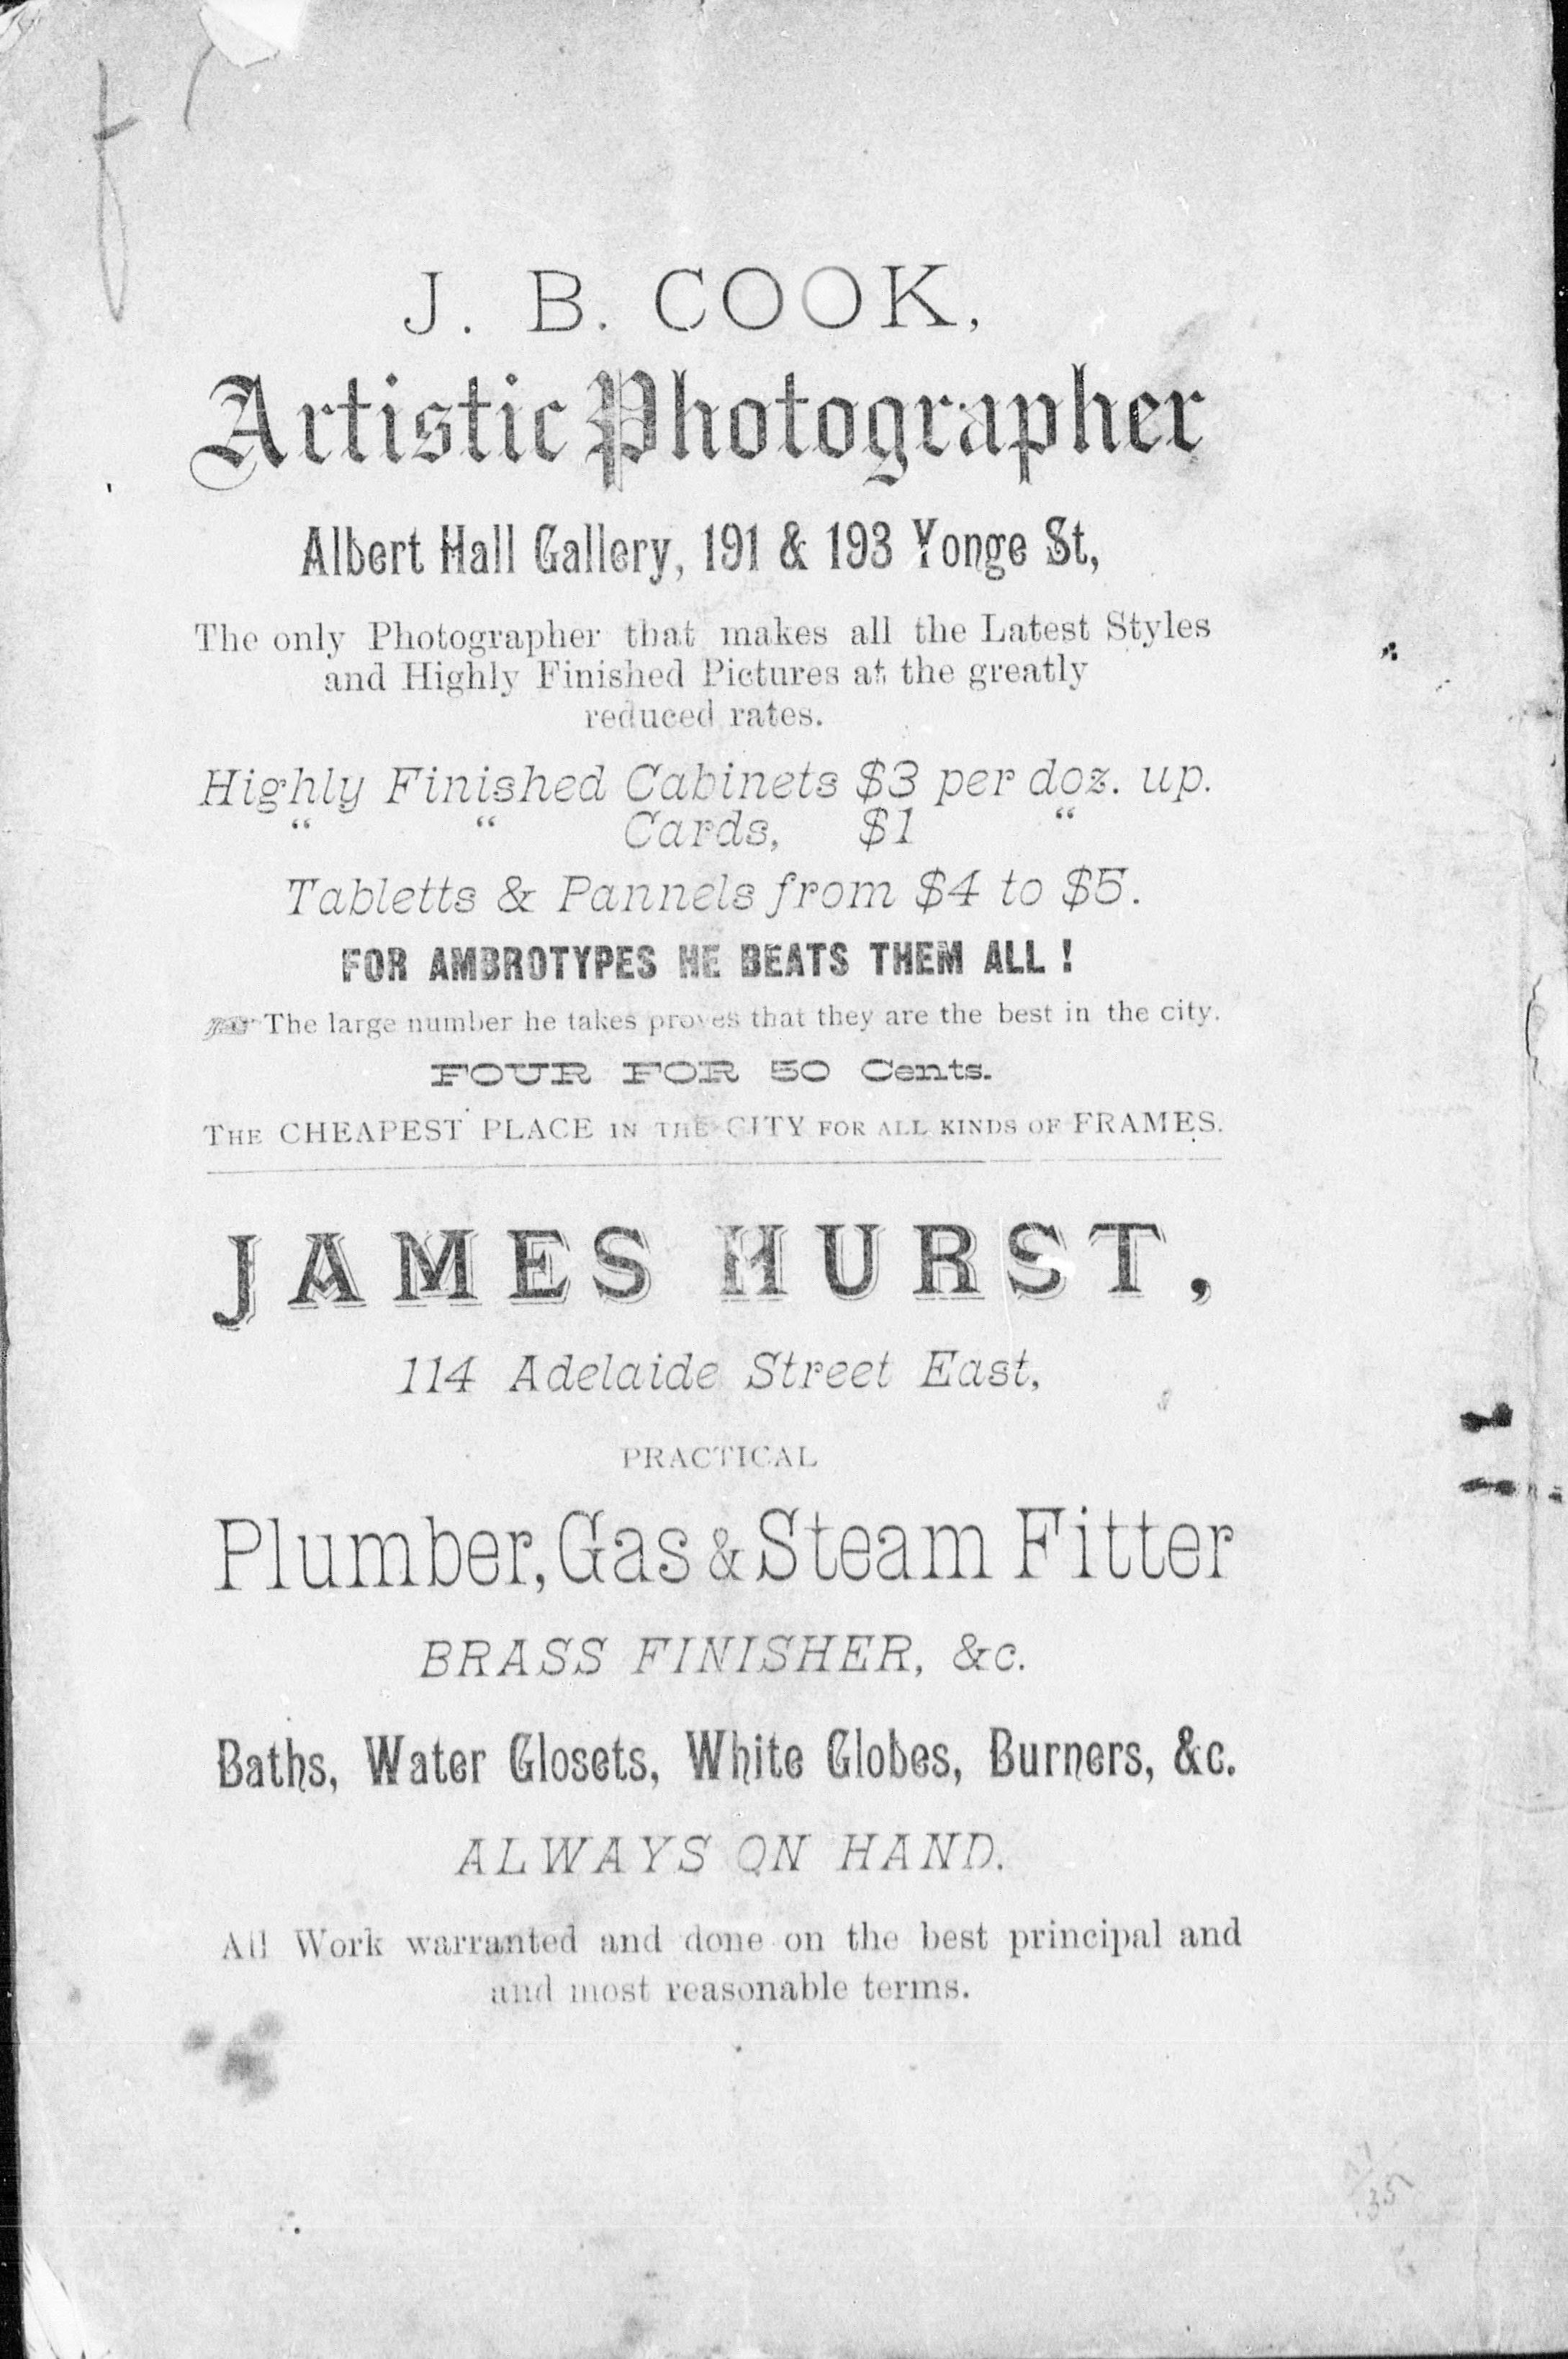 J. B. COOK,
Artistic Photographer
Albert Hall Gallery, 191 & 193 Yonge St,
The only Photographer that makes all the Latest Styles
and Highly Finished Pictures at the greatly
reduced rates.
Highly Finished Cabinets $3 per doz. up.
“ “ Cards, $1 “
Tabletts & Pannels from $4 to $5.
FOR AMBROTYPES HE BEATS THEM ALL !
The large number he takes proves that they are the best in the city.
FOUR FOR 50 Cents.
THE CHEAPEST PLACE IN THE CITY FOR ALL KINDS OF FRAMES.
JAMES HURST,
114 Adelaide Street East,
PRACTICAL
Plumber, Gas & Steam Fitter
BRASS FINISHER, &c.
Baths, Water Closets, White Globes, Burners, &c.
ALWAYS ON HAND.
All Work warranted and done on the best principal and
and most reasonable terms.